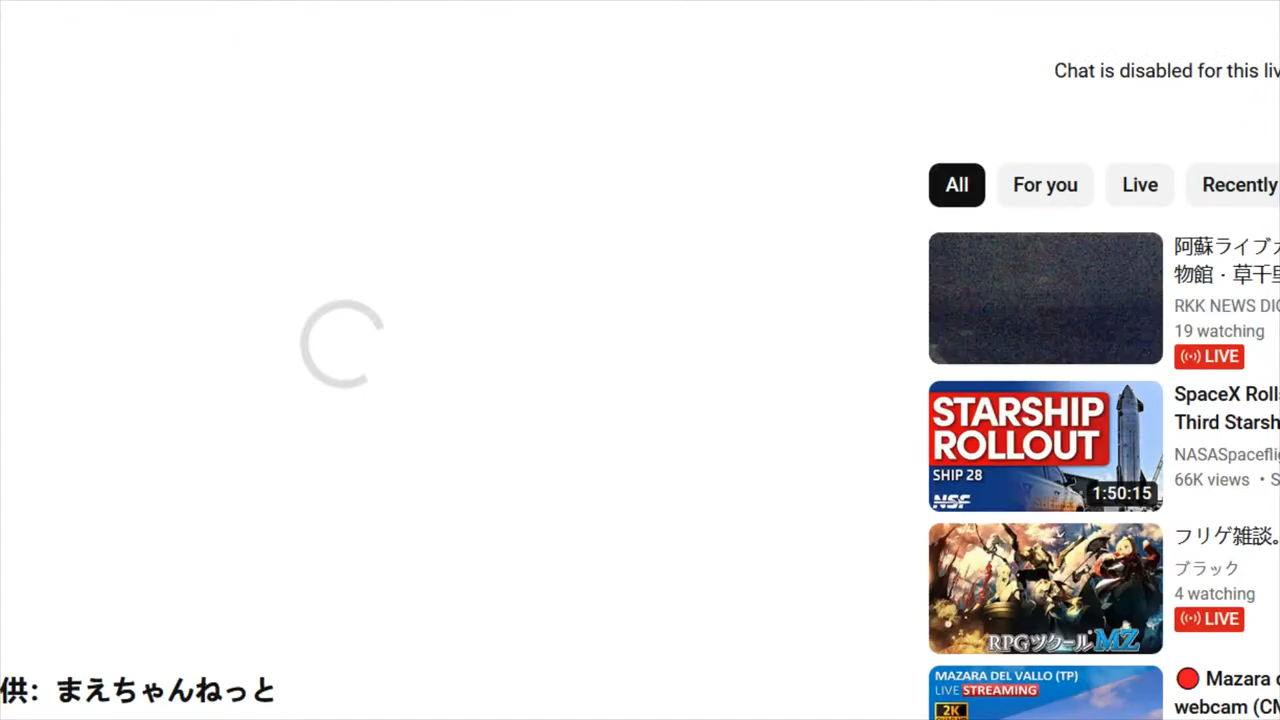 Chat is disabled for this liv
All
For you
Live
Recently
阿蘇ライブカ
物館・草千里
RKK NEWS DIG
19 watching
LIVE
STARSHIP
ROLLOUT
SHIP 28
NSF
1:50:15
SpaceX Roll
Third Starsh
NASASpacefli
66K views • S
フリゲ雑談。
ブラック
4 watching
LIVE
RPGツクールMZ
MAZARA DEL VALLO (TP)
LIVE STREAMING
2K
Mazara d
webcam (CM
供：まえちゃんねっと